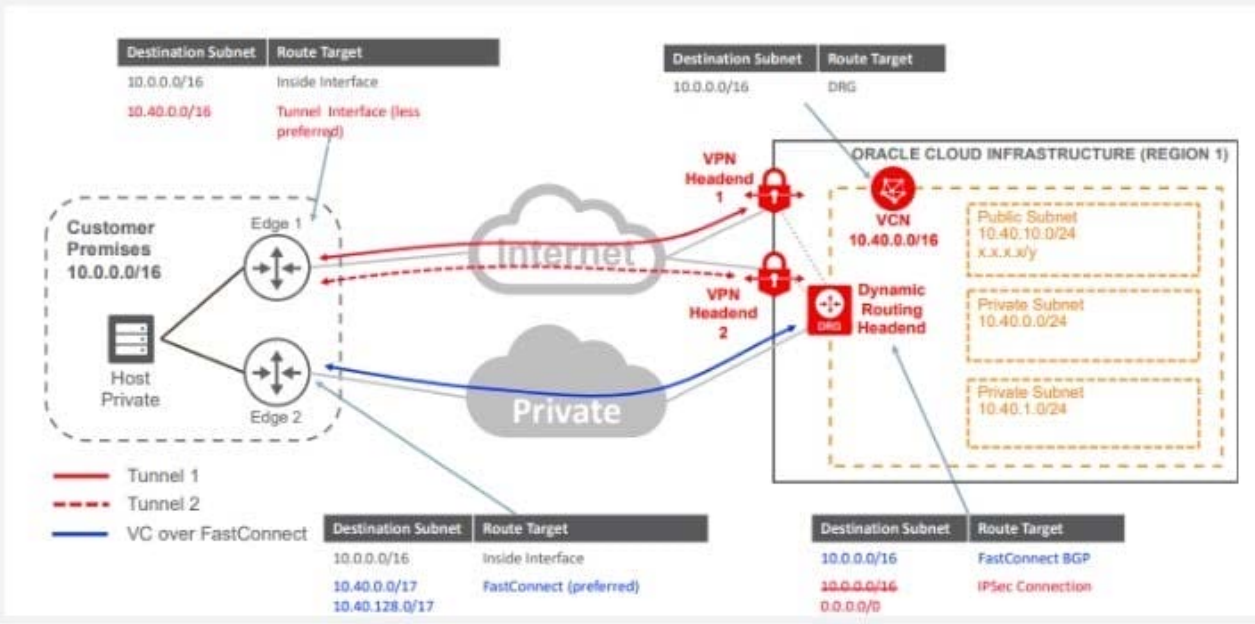 Destination Subnet Route Target
10.0.0.0/16 Inside Interface
10.40.0.0/16 Tunnel Interface (less
preferred)
Destination Subnet Route Target
10.0.0.0/16 DRG
ORACLE CLOUD INFRASTRUCTURE (REGION 1)
VPN
Headend
1
VCN
10.40.0.0/16
Public Subnet
10.40.10.0/24
x.x.x.x/y
Customer
Premises
10.0.0.0/16
Edge 1
Internet
VPN
Headend
2
DRG
Dynamic
Routing
Headend
Private Subnet
10.40.0.0/24
Host
Private
Edge 2
Private
Private Subnet
10.40.1.0/24
Tunnel 1
Tunnel 2
VC over FastConnect
Destination Subnet Route Target
10.0.0.0/16 Inside Interface
10.40.0.0/17 FastConnect (preferred)
10.40.128.0/17
Destination Subnet Route Target
10.0.0.0/16 FastConnect BGP
10.0.0.0/16 IPSec Connection
0.0.0.0/0